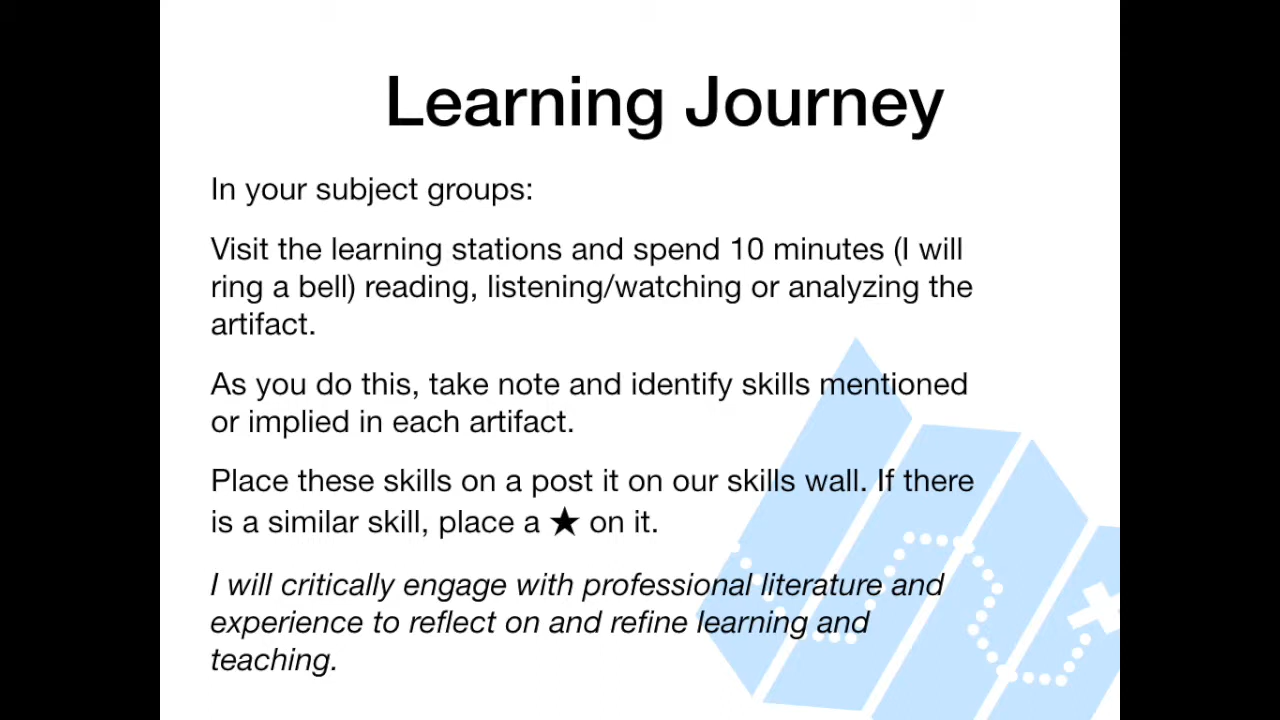 Learning Journey
In your subject groups:
Visit the learning stations and spend 10 minutes (I will
ring a bell) reading, listening/watching or analyzing the
artifact.
As you do this, take note and identify skills mentioned
or implied in each artifact.
Place these skills on a post it on our skills wall. If there
is a similar skill, place a ★ on it.
I will critically engage with professional literature and
experience to reflect on and refine learning and
teaching.